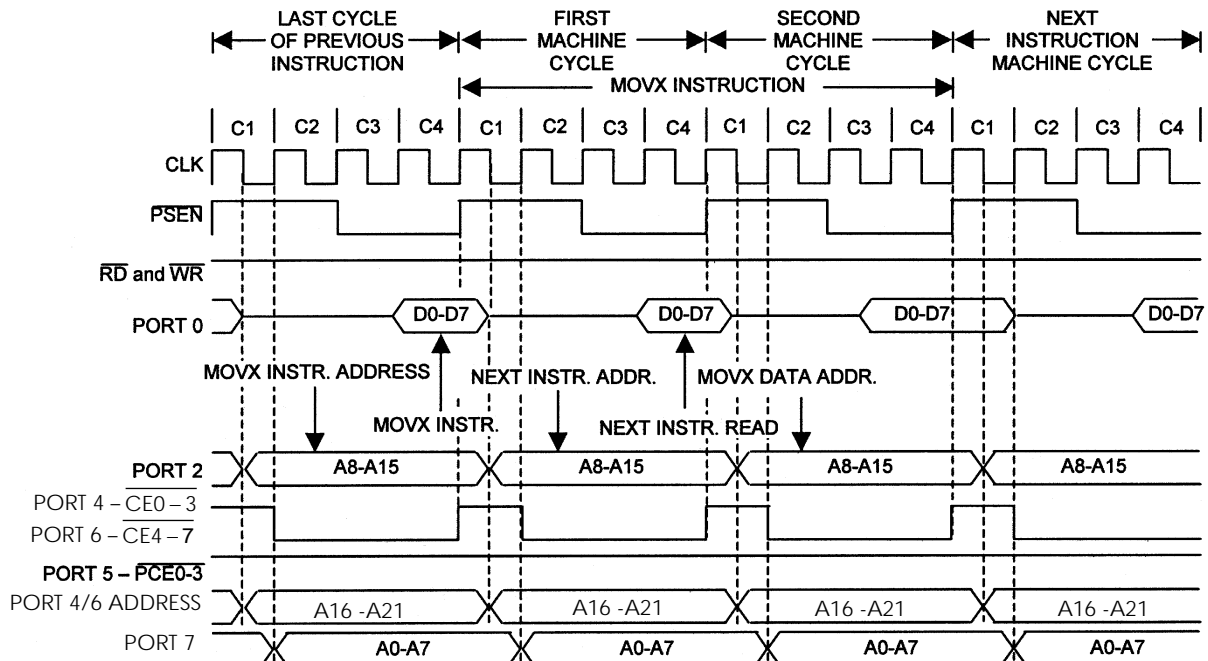 LAST CYCLE OF PREVIOUS INSTRUCTION
FIRST MACHINE CYCLE
SECOND MACHINE CYCLE
NEXT INSTRUCTION MACHINE CYCLE
MOVX INSTRUCTION
C1 C2 C3 C4 C1 C2 C3 C4 C1 C2 C3 C4 C1 C2 C3 C4
CLK
PSEN
RD and WR
PORT 0 D0-D7 D0-D7 D0-D7 D0-D7
MOVX INSTR. ADDRESS NEXT INSTR. ADDR. MOVX DATA ADDR.
MOVX INSTR. NEXT INSTR. READ
PORT 2 A8-A15 A8-A15 A8-A15 A8-A15
PORT 4 – CE0 – 3
PORT 6 – CE4 – 7
PORT 5 – PCE0-3
PORT 4/6 ADDRESS A16 -A21 A16 -A21 A16 -A21 A16 -A21
PORT 7 A0-A7 A0-A7 A0-A7 A0-A7